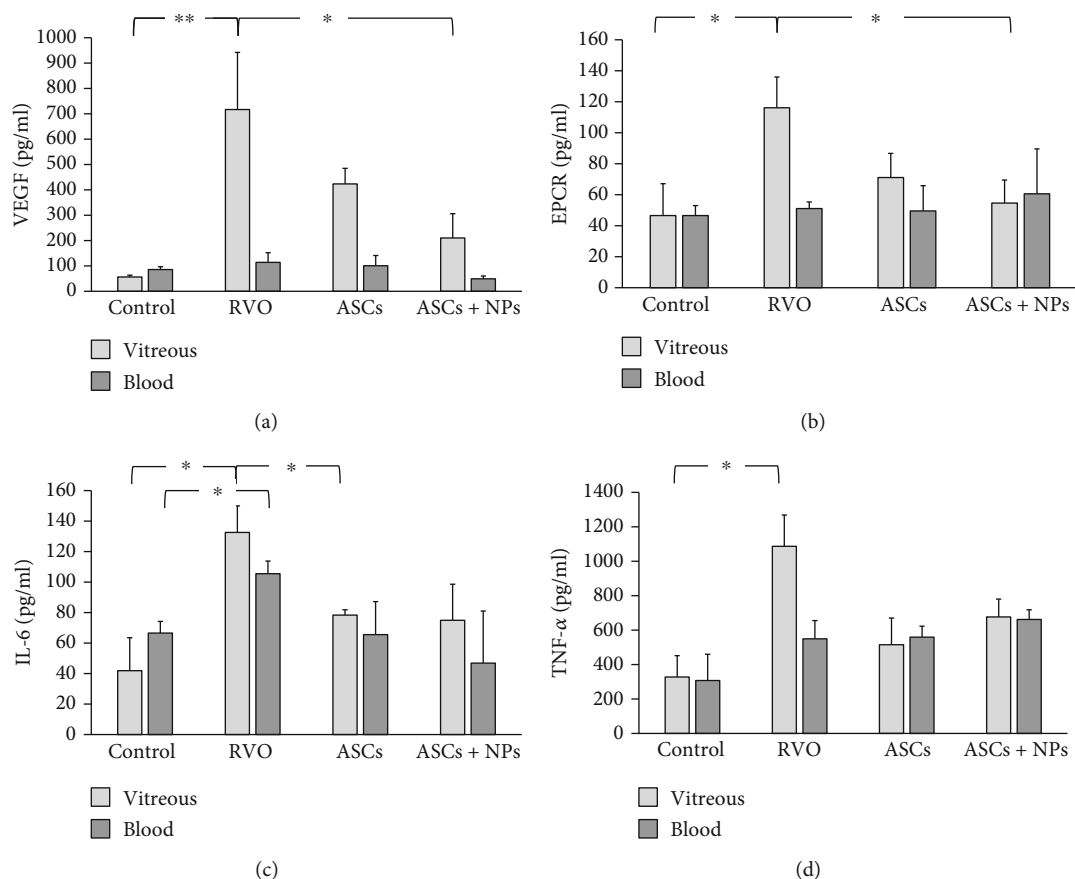 ** *
1000
900
800
700
600
500
400
300
200
100
0
VEGF (pg/ml)
Control RVO ASCs ASCs + NPs
Vitreous
Blood
(a)
* *
160
140
120
100
80
60
40
20
0
EPCR (pg/ml)
Control RVO ASCs ASCs + NPs
Vitreous
Blood
(b)
* *
*
160
140
120
100
80
60
40
20
0
IL-6 (pg/ml)
Control RVO ASCs ASCs + NPs
Vitreous
Blood
(c)
*
1400
1200
1000
800
600
400
200
0
TNF-α (pg/ml)
Control RVO ASCs ASCs + NPs
Vitreous
Blood
(d)